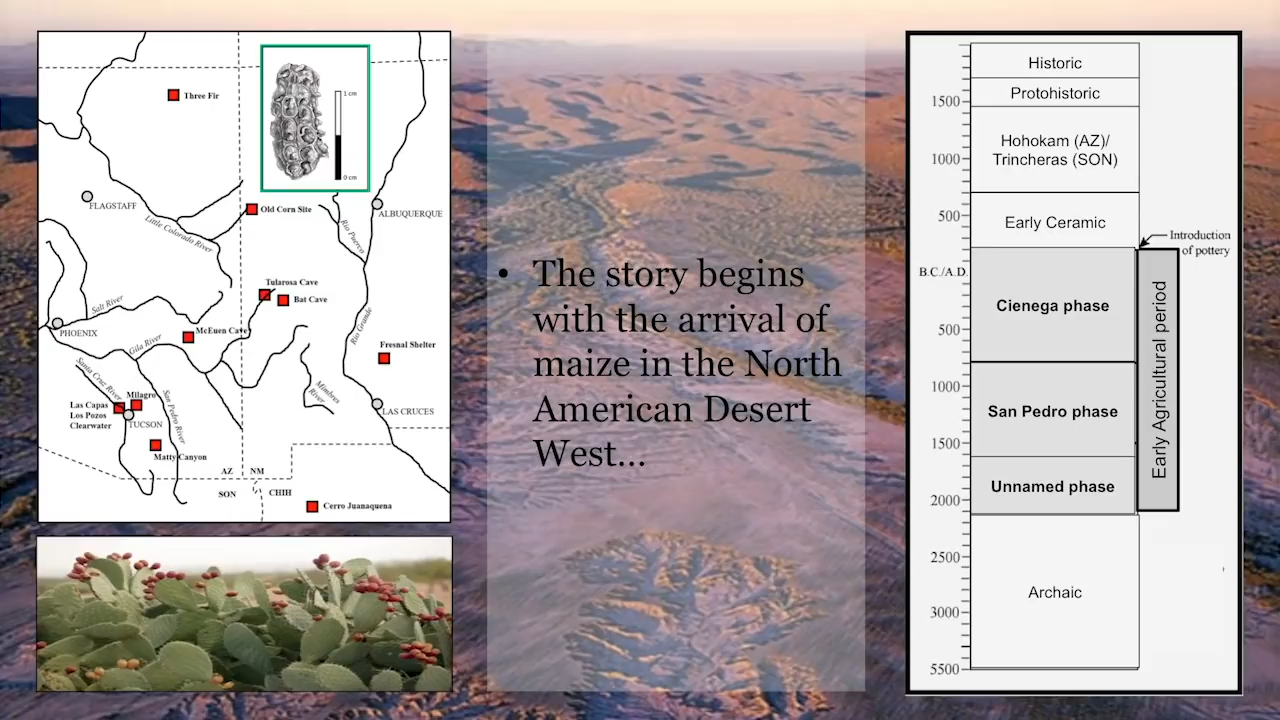 1 cm
0 cm
Three Fir
FLAGSTAFF
Old Corn Site
ALBUQUERQUE
Little Colorado River
Rio Puerco
Tularosa Cave
Bat Cave
Salt River
PHOENIX
McEuen Cave
Gila River
Rio Grande
Fresnal Shelter
Santa Cruz River
San Pedro River
Mimbres
River
Milagro
Las Capas
Los Pozos
Clearwater
TUCSON
LAS CRUCES
Matty Canyon
AZ
NM
SON
CHIH
Cerro Juanaquena
• The story begins
with the arrival of
maize in the North
American Desert
West...
Historic
Protohistoric
1500
Hohokam (AZ)/
Trincheras (SON)
1000
500
Early Ceramic
Introduction
of pottery
B.C./A.D.
Cienega phase
500
1000
San Pedro phase
1500
Unnamed phase
2000
Early Agricultural period
2500
Archaic
3000
5500